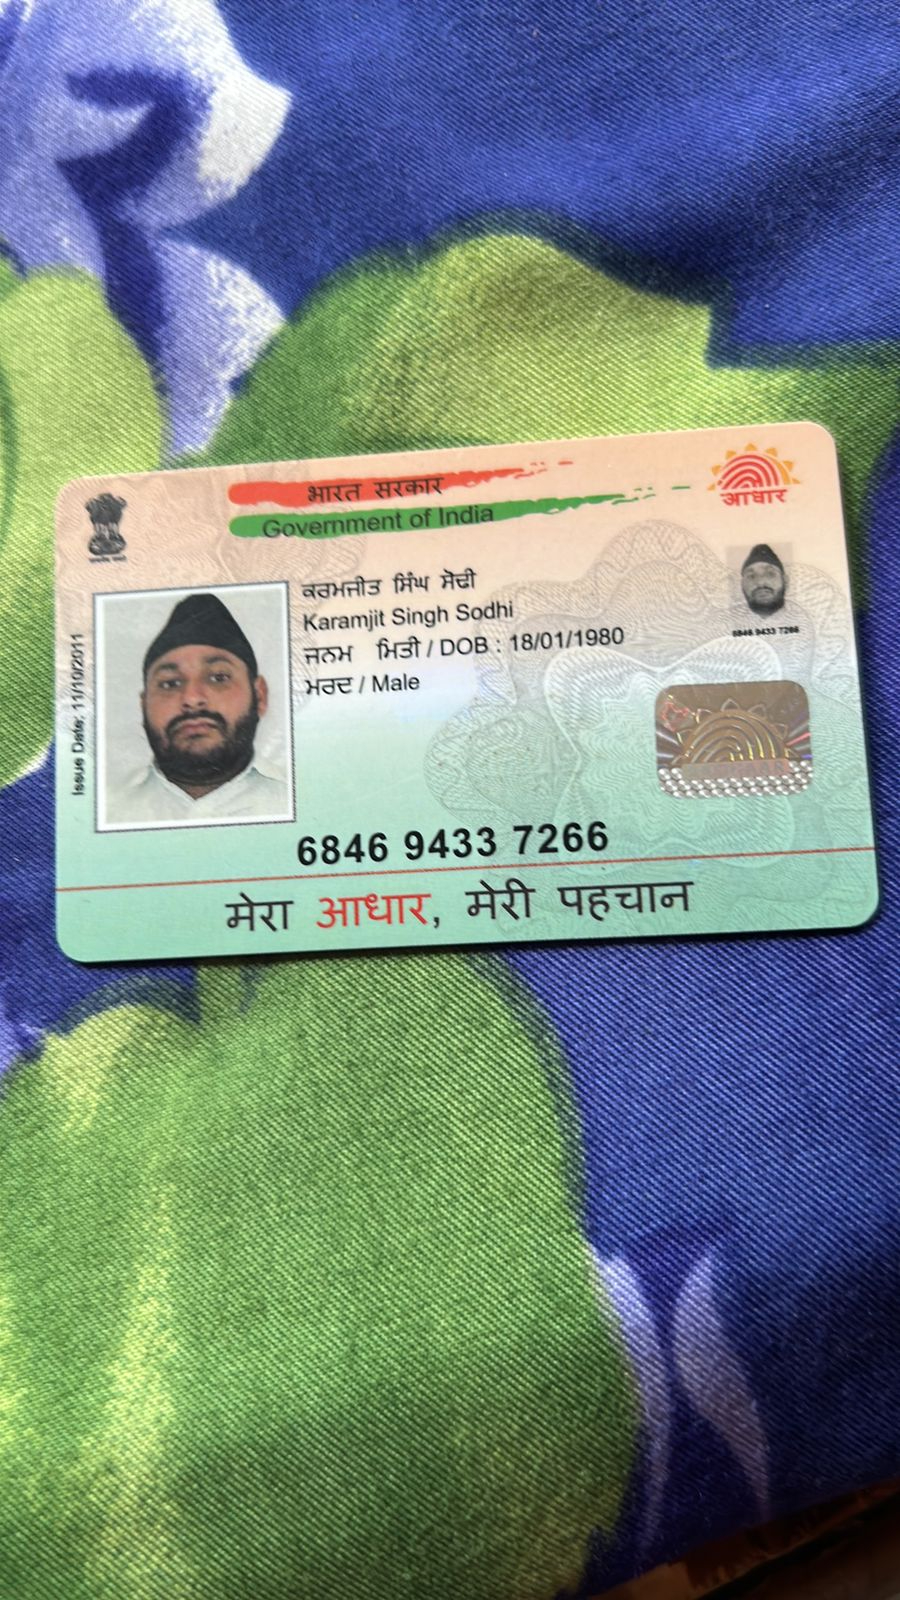 भारत सरकार
Government of India
आधार
ਕਰਮਜੀਤ ਸਿੰਘ ਸੋਢੀ
Karamjit Singh Sodhi
ਜਨਮ ਮਿਤੀ / DOB : 18/01/1980
ਮਰਦ / Male
6846 9433 7266
Issue Date: 11/10/2011
6846 9433 7266
मेरा आधार, मेरी पहचान